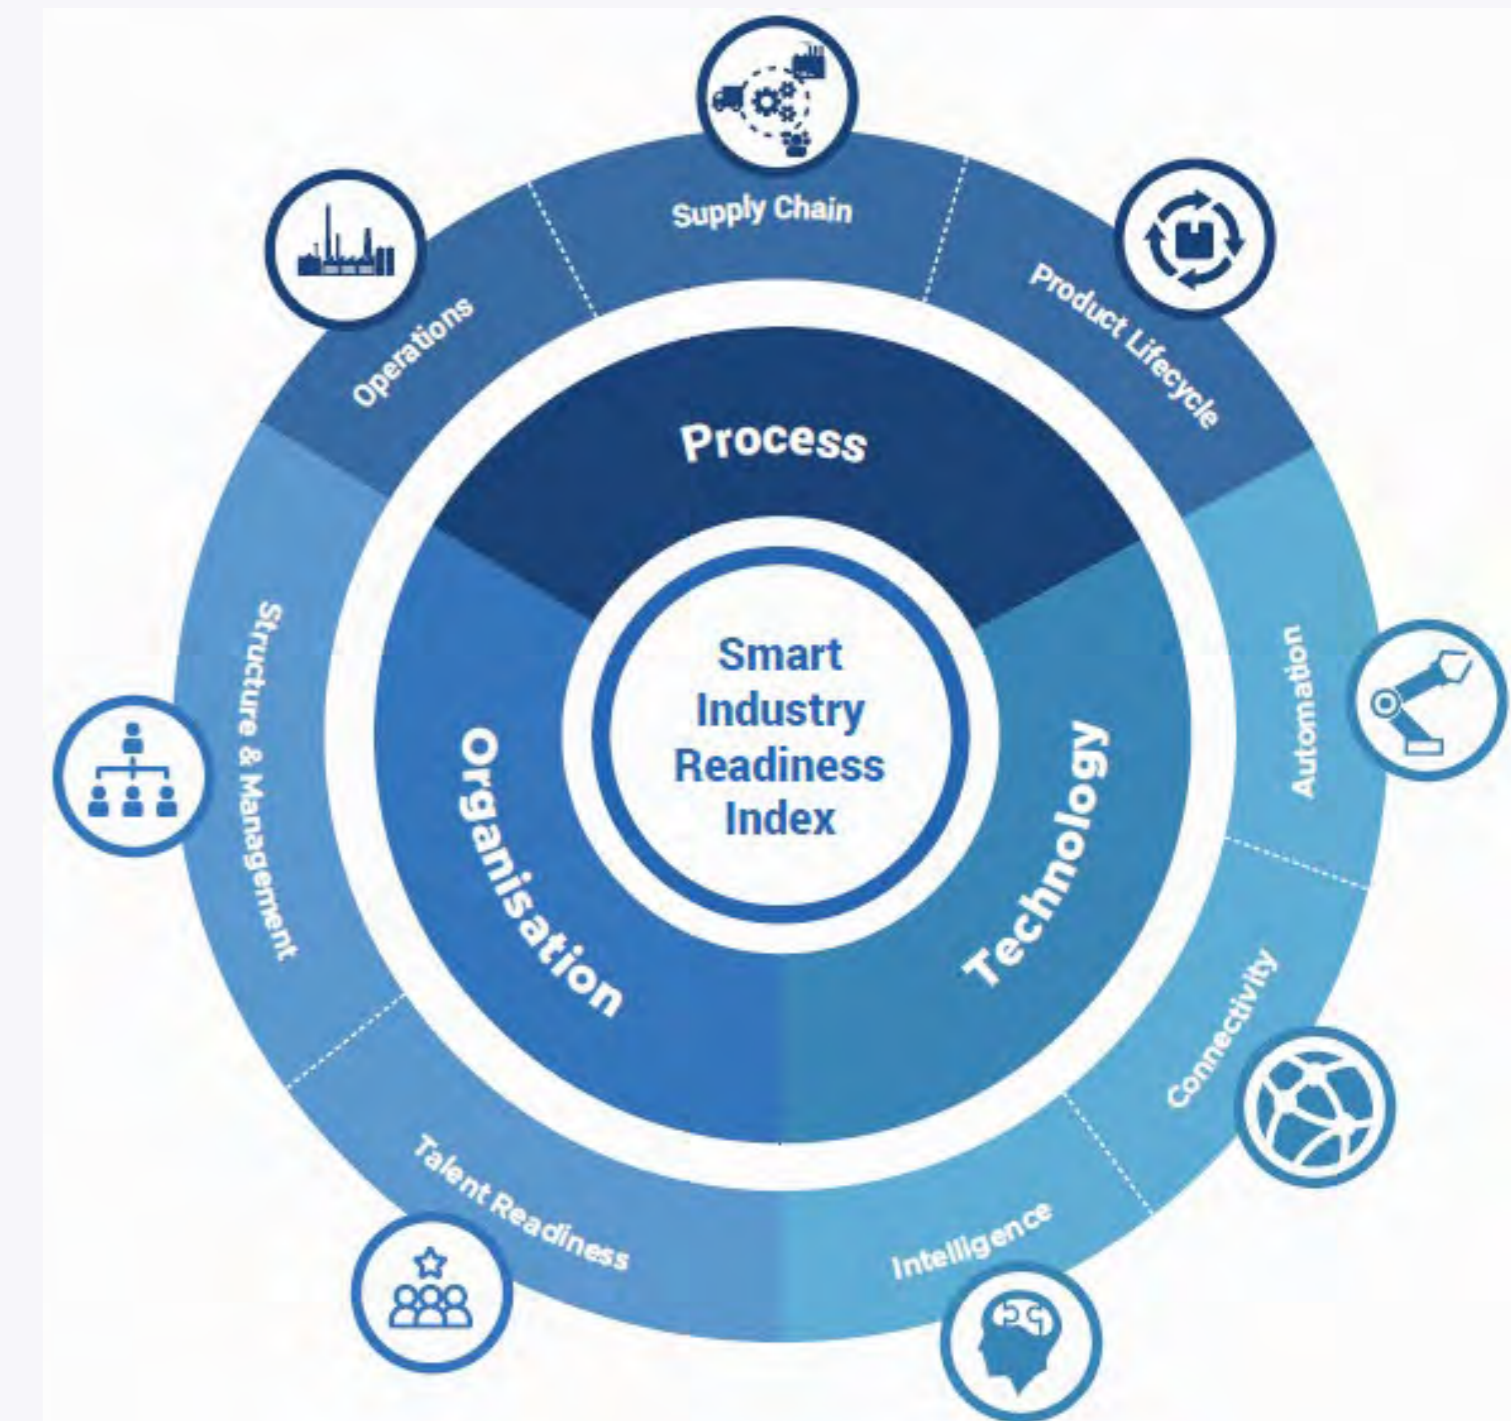 Smart
Industry
Readiness
Index
Process
Technology
Organisation
Operations
Supply Chain
Product Lifecycle
Automation
Connectivity
Intelligence
Talent Readiness
Structure & Management